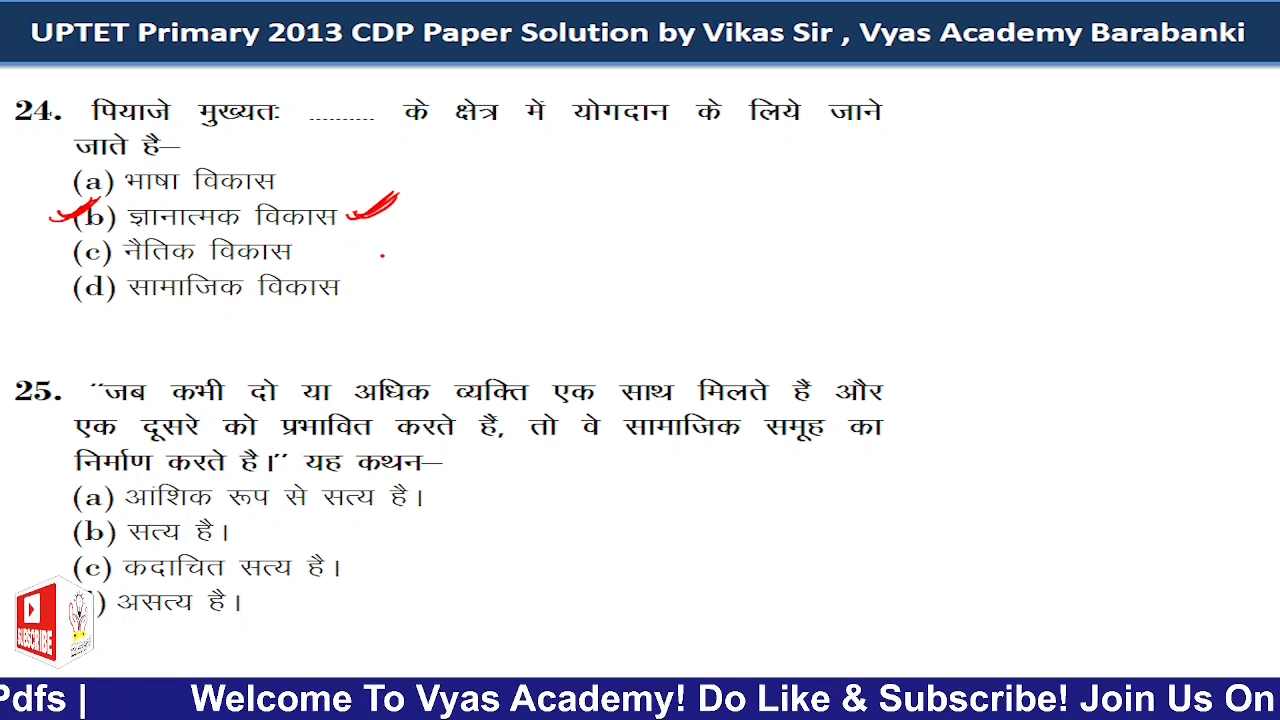 UPTET Primary 2013 CDP Paper Solution by Vikas Sir , Vyas Academy Barabanki
24. पियाजे मुख्यतः .......... के क्षेत्र में योगदान के लिये जाने
जाते है–
(a) भाषा विकास
(b) ज्ञानात्मक विकास
(c) नैतिक विकास
(d) सामाजिक विकास
25. ‘‘जब कभी दो या अधिक व्यक्ति एक साथ मिलते हैं और
एक दूसरे को प्रभावित करते हैं, तो वे सामाजिक समूह का
निर्माण करते है।’’ यह कथन–
(a) आंशिक रूप से सत्य है।
(b) सत्य है।
(c) कदाचित सत्य है।
) असत्य है।
SUBSCRIBE
Pdfs | Welcome To Vyas Academy! Do Like & Subscribe! Join Us On